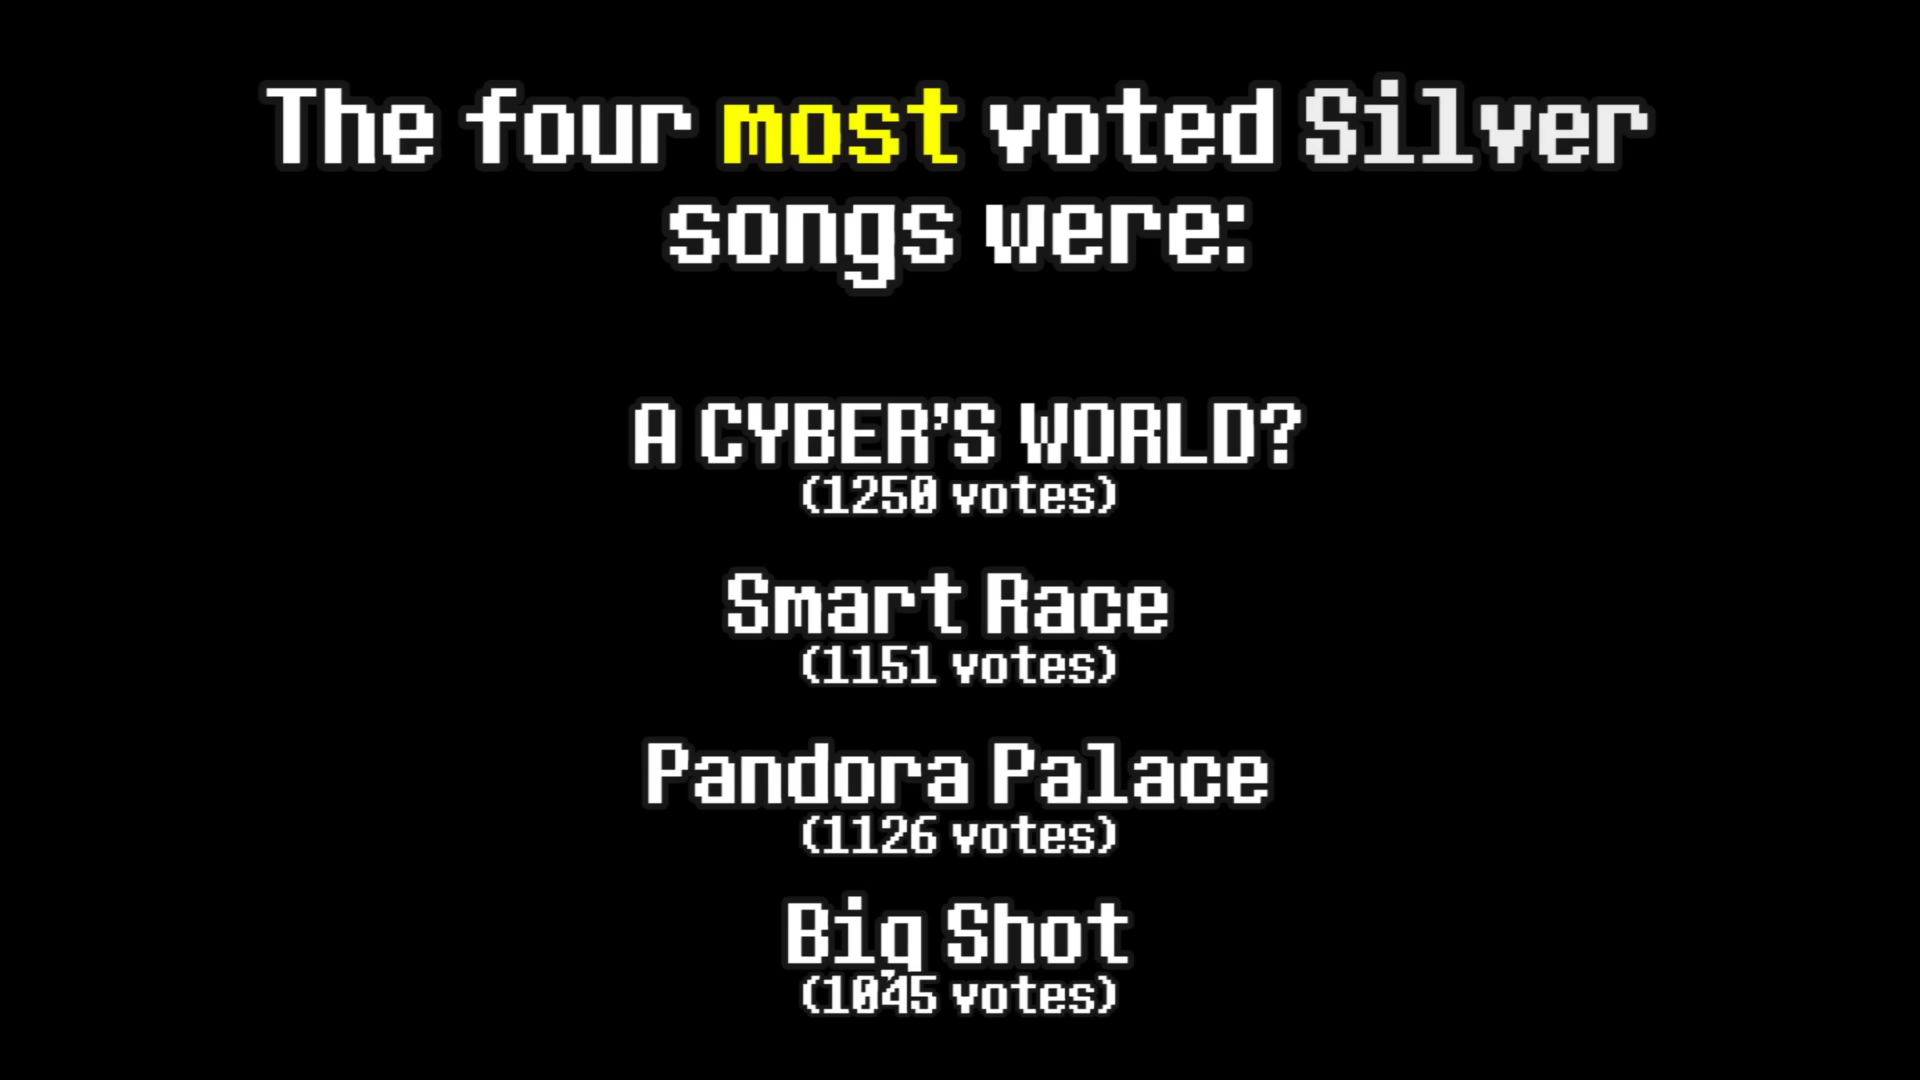 The four most voted Silver
songs were:
A CYBER'S WORLD?
(1250 votes)
Smart Race
(1151 votes)
Pandora Palace
(1126 votes)
Big Shot
(1045 votes)